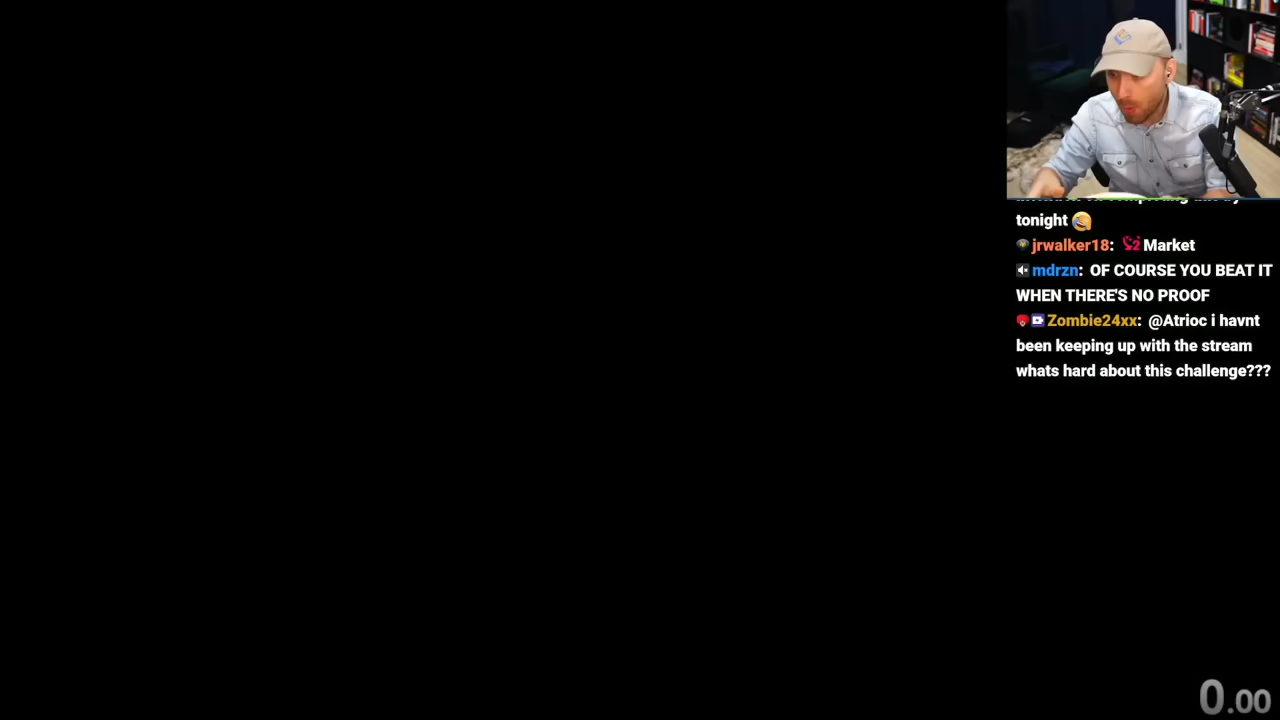 tonight
jrwalker18: Market
mdrzn: OF COURSE YOU BEAT IT
WHEN THERE'S NO PROOF
Zombie24xx: @Atrioc i havnt
been keeping up with the stream
whats hard about this challenge???
0.00